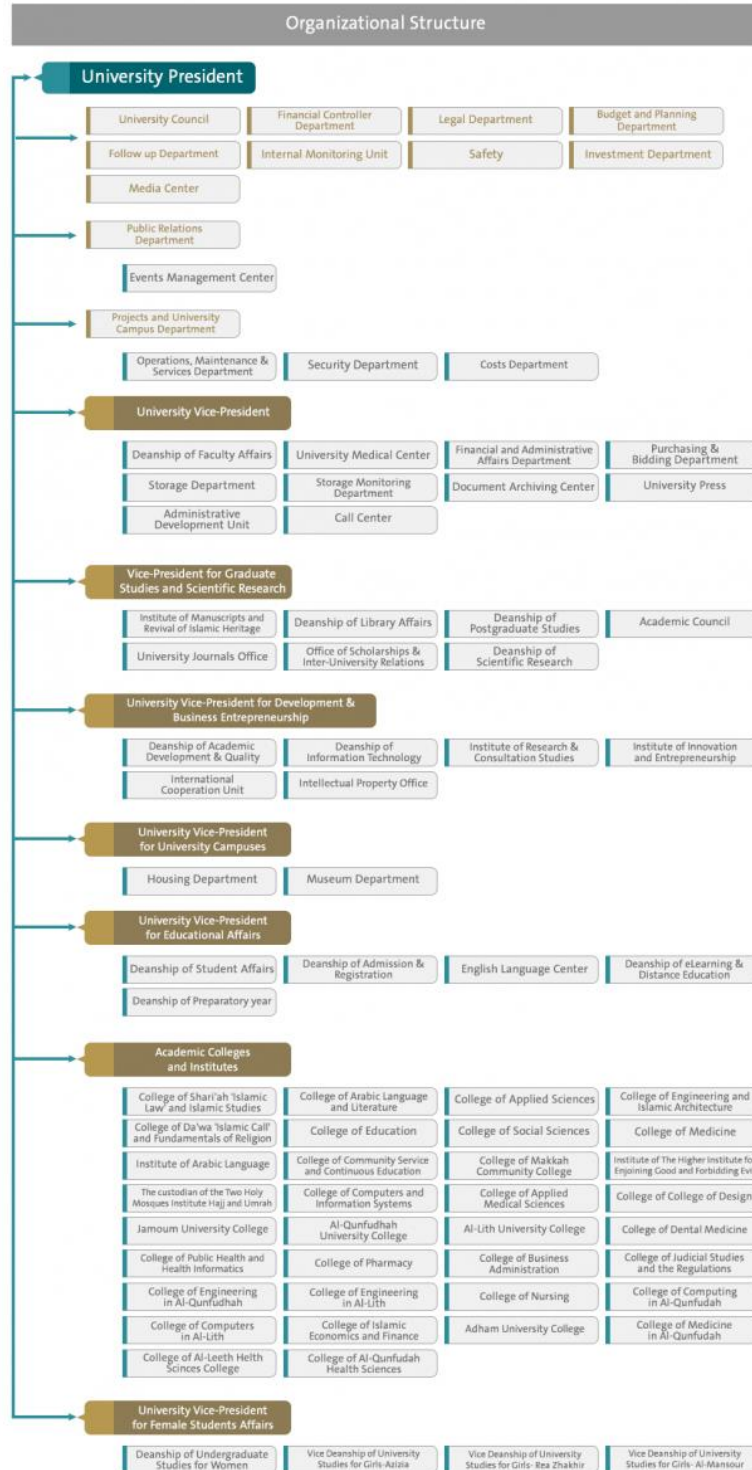 Organizational Structure
University President
University Council
Financial Controller
Department
Legal Department
Budget and Planning
Department
Follow up Department
Internal Monitoring Unit
Safety
Investment Department
Media Center
Public Relations
Department
Events Management Center
Projects and University
Campus Department
Operations, Maintenance &
Services Department
Security Department
Costs Department
University Vice-President
Deanship of Faculty Affairs
University Medical Center
Financial and Administrative
Affairs Department
Purchasing &
Bidding Department
Storage Department
Storage Monitoring
Department
Document Archiving Center
University Press
Administrative
Development Unit
Call Center
Vice-President for Graduate
Studies and Scientific Research
Institute of Manuscripts and
Revival of Islamic Heritage
Deanship of Library Affairs
Deanship of
Postgraduate Studies
Academic Council
University Journals Office
Office of Scholarships &
Inter-University Relations
Deanship of
Scientific Research
University Vice-President for Development &
Business Entrepreneurship
Deanship of Academic
Development & Quality
Deanship of
Information Technology
Institute of Research &
Consultation Studies
Institute of Innovation
and Entrepreneurship
International
Cooperation Unit
Intellectual Property Office
University Vice-President
for University Campuses
Housing Department
Museum Department
University Vice-President
for Educational Affairs
Deanship of Student Affairs
Deanship of Admission &
Registration
English Language Center
Deanship of eLearning &
Distance Education
Deanship of Preparatory year
Academic Colleges
and Institutes
College of Shari'ah 'Islamic
Law' and Islamic Studies
College of Arabic Language
and Literature
College of Applied Sciences
College of Engineering and
Islamic Architecture
College of Da'wa 'Islamic Call'
and Fundamentals of Religion
College of Education
College of Social Sciences
College of Medicine
Institute of Arabic Language
College of Community Service
and Continuous Education
College of Makkah
Community College
Institute of The Higher Institute for
Enjoining Good and Forbidding Evi
The custodian of the Two Holy
Mosques Institute Hajj and Umrah
College of Computers and
Information Systems
College of Applied
Medical Sciences
College of College of Design
Jamoum University College
Al-Qunfudhah
University College
Al-Lith University College
College of Dental Medicine
College of Public Health and
Health Informatics
College of Pharmacy
College of Business
Administration
College of Judicial Studies
and the Regulations
College of Engineering
in Al-Qunfudhah
College of Engineering
in Al-Lith
College of Nursing
College of Computing
in Al-Qunfudah
College of Computers
in Al-Lith
College of Islamic
Economics and Finance
Adham University College
College of Medicine
in Al-Qunfudah
College of Al-Leeth Helth
Scinces College
College of Al-Qunfudah
Health Sciences
University Vice-President
for Female Students Affairs
Deanship of Undergraduate
Studies for Women
Vice Deanship of University
Studies for Girls-Azizia
Vice Deanship of University
Studies for Girls- Rea Zhakhir
Vice Deanship of University
Studies for Girls- Al-Mansour